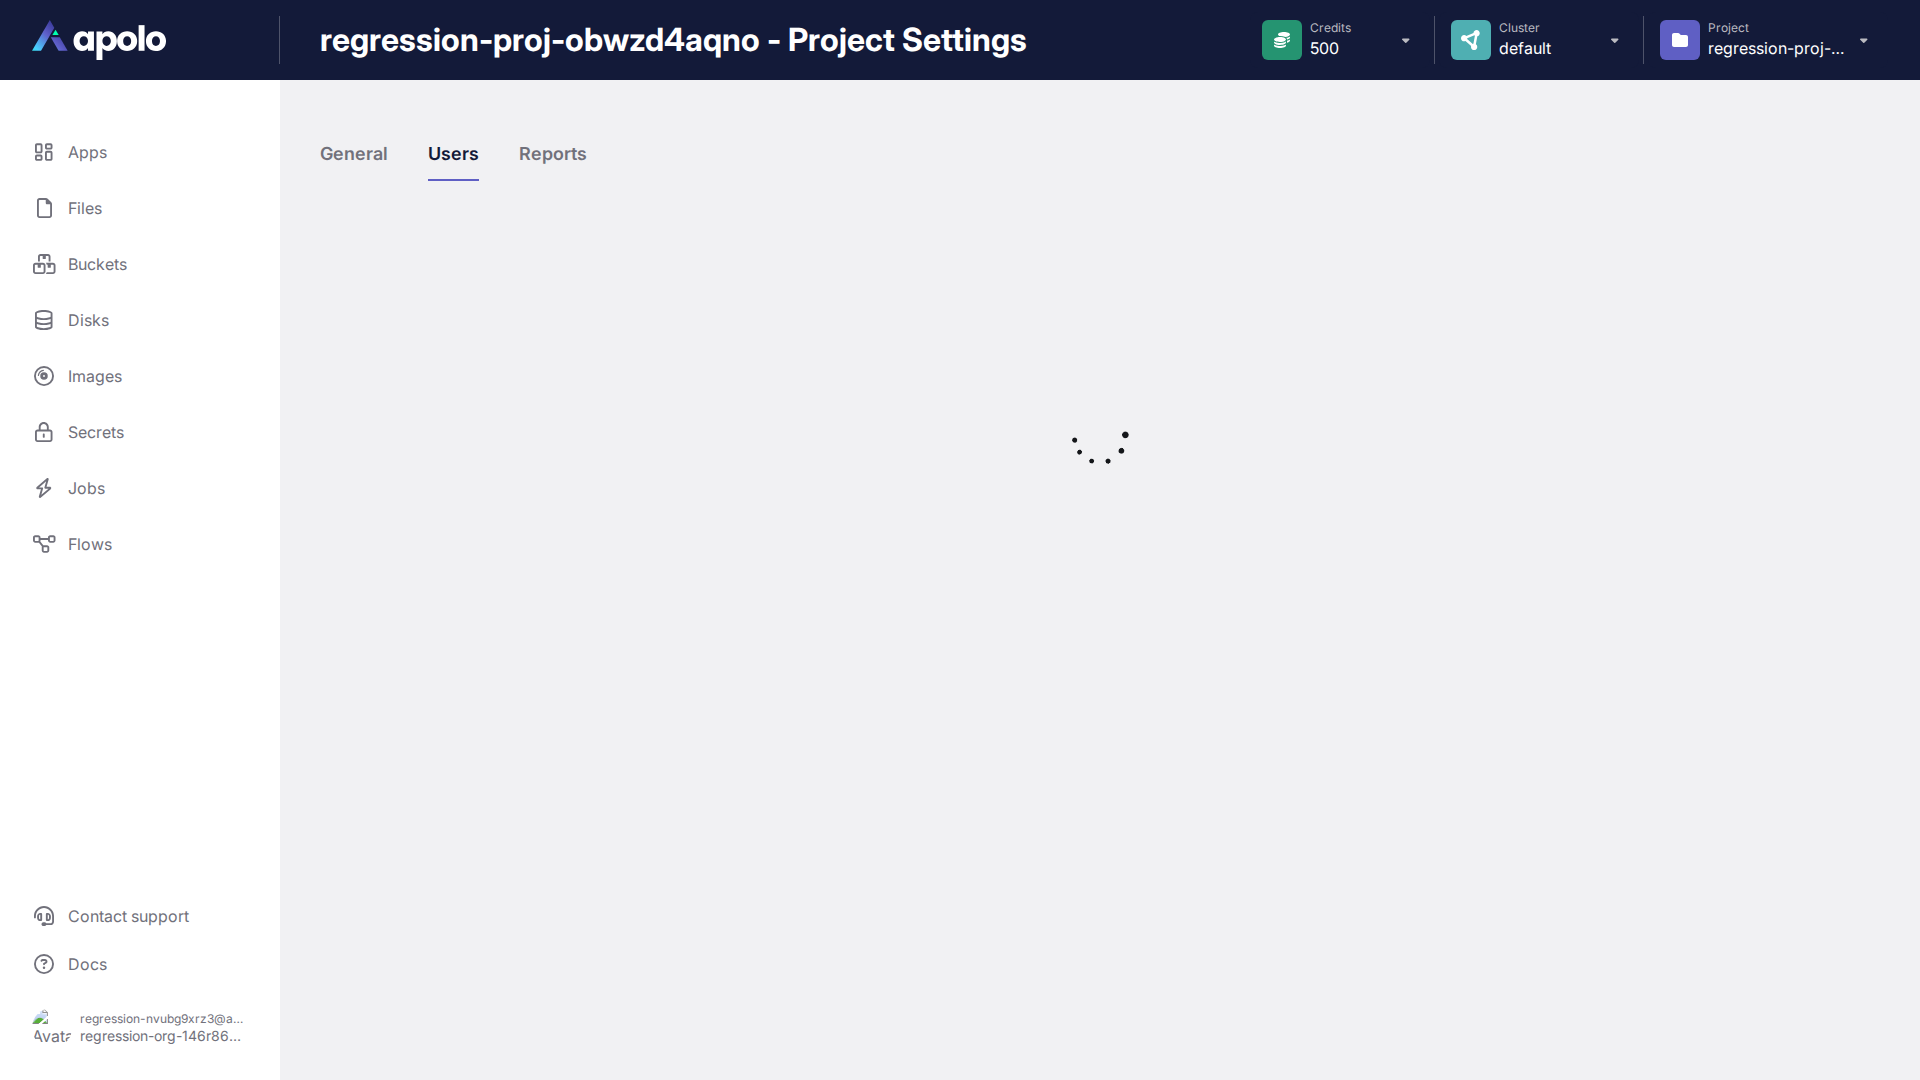 apolo
regression-proj-obwzd4aqno - Project Settings
Credits
500
Cluster
default
Project
regression-proj-...
Apps
Files
Buckets
Disks
Images
Secrets
Jobs
Flows
General
Users
Reports
Contact support
Docs
regression-nvubg9xrz3@a...
regression-org-146r86...